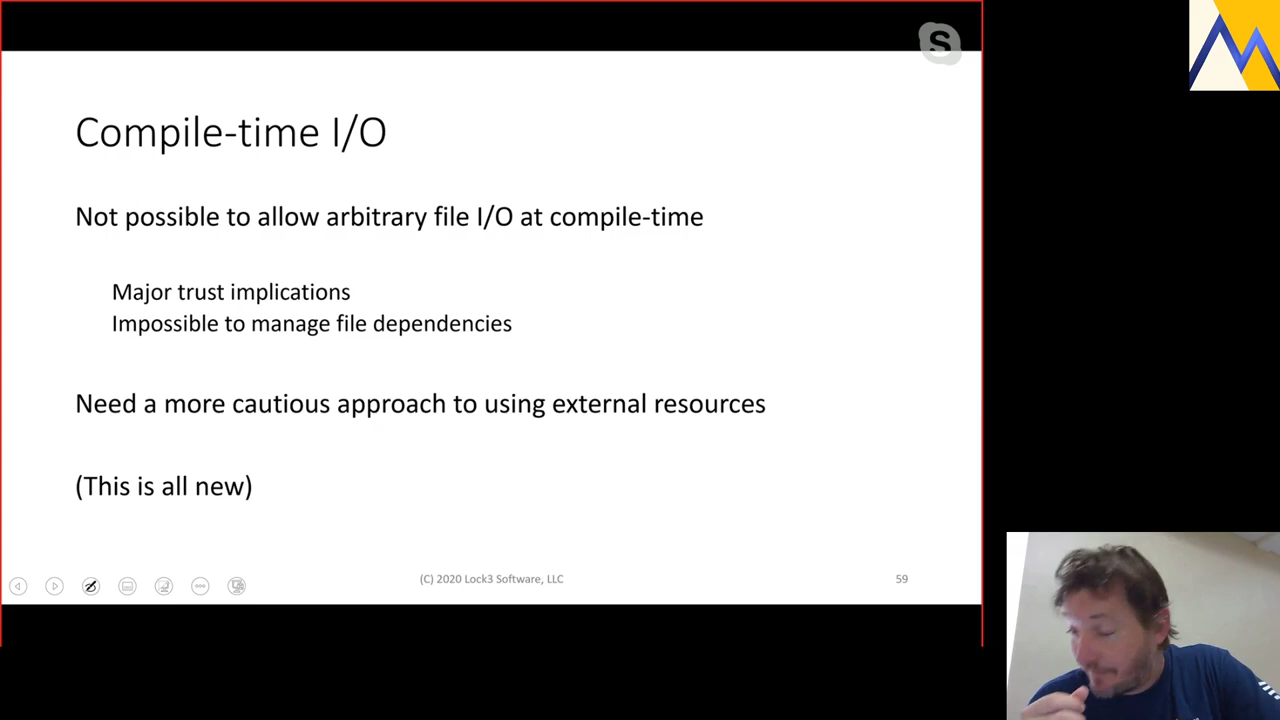 S
Compile-time I/O
Not possible to allow arbitrary file I/O at compile-time
Major trust implications
Impossible to manage file dependencies
Need a more cautious approach to using external resources
(This is all new)
(C) 2020 Lock3 Software, LLC
59